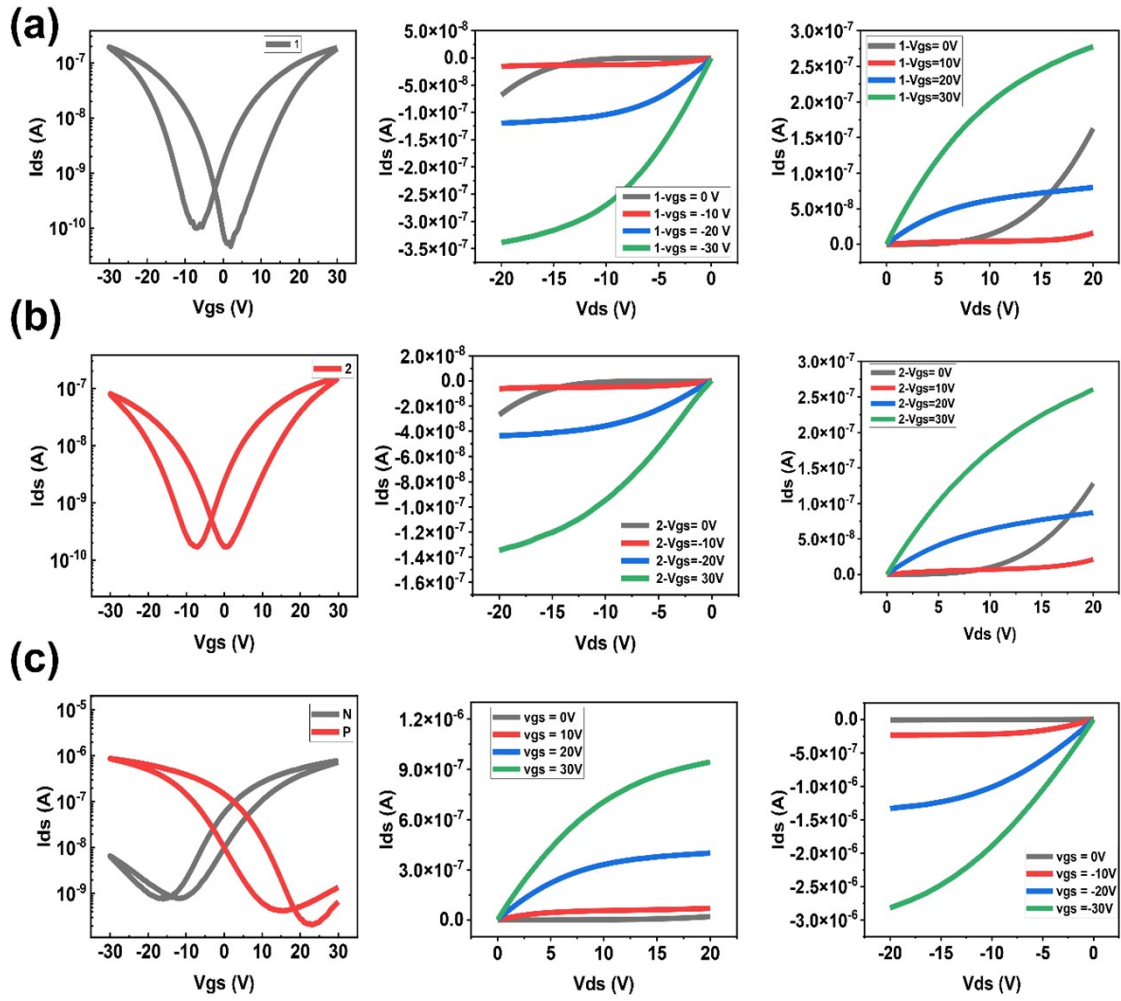 (a)
1
Ids (A)
10⁻⁷
10⁻⁸
10⁻⁹
10⁻¹⁰
-30 -20 -10 0 10 20 30
Vgs (V)
5.0×10⁻⁸
0.0
-5.0×10⁻⁸
-1.0×10⁻⁷
-1.5×10⁻⁷
-2.0×10⁻⁷
-2.5×10⁻⁷
-3.0×10⁻⁷
-3.5×10⁻⁷
Ids (A)
1-vgs = 0 V
1-vgs = -10 V
1-vgs = -20 V
1-vgs = -30 V
-20 -15 -10 -5 0
Vds (V)
3.0×10⁻⁷
2.5×10⁻⁷
2.0×10⁻⁷
1.5×10⁻⁷
1.0×10⁻⁷
5.0×10⁻⁸
0.0
Ids (A)
1-Vgs= 0V
1-Vgs=10V
1-Vgs=20V
1-Vgs=30V
0 5 10 15 20
Vds (V)
(b)
2
Ids (A)
10⁻⁷
10⁻⁸
10⁻⁹
10⁻¹⁰
-30 -20 -10 0 10 20 30
Vgs (V)
2.0×10⁻⁸
0.0
-2.0×10⁻⁸
-4.0×10⁻⁸
-6.0×10⁻⁸
-8.0×10⁻⁸
-1.0×10⁻⁷
-1.2×10⁻⁷
-1.4×10⁻⁷
-1.6×10⁻⁷
Ids (A)
2-Vgs= 0V
2-Vgs=-10V
2-Vgs=-20V
2-Vgs= 30V
-20 -15 -10 -5 0
Vds (V)
3.0×10⁻⁷
2.5×10⁻⁷
2.0×10⁻⁷
1.5×10⁻⁷
1.0×10⁻⁷
5.0×10⁻⁸
0.0
Ids (A)
2-Vgs= 0V
2-Vgs=10V
2-Vgs=20V
2-Vgs=30V
0 5 10 15 20
Vds (V)
(c)
N
P
Ids (A)
10⁻⁵
10⁻⁶
10⁻⁷
10⁻⁸
10⁻⁹
-30 -20 -10 0 10 20 30
Vgs (V)
1.2×10⁻⁶
9.0×10⁻⁷
6.0×10⁻⁷
3.0×10⁻⁷
0.0
Ids (A)
vgs = 0V
vgs = 10V
vgs = 20V
vgs = 30V
0 5 10 15 20
Vds (V)
0.0
-5.0×10⁻⁷
-1.0×10⁻⁶
-1.5×10⁻⁶
-2.0×10⁻⁶
-2.5×10⁻⁶
-3.0×10⁻⁶
Ids (A)
vgs = 0V
vgs = -10V
vgs = -20V
vgs =-30V
-20 -15 -10 -5 0
Vds (V)